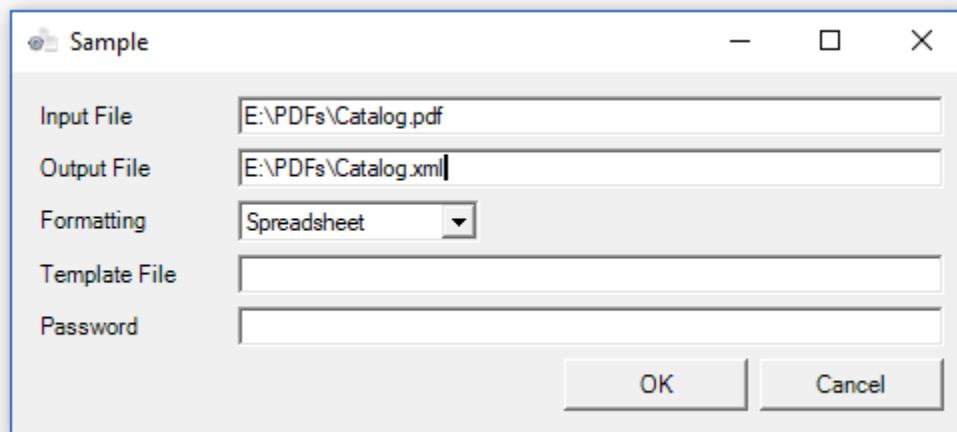 Sample
Input File E:\PDFs\Catalog.pdf
Output File E:\PDFs\Catalog.xml
Formatting Spreadsheet
Template File
Password
OK Cancel